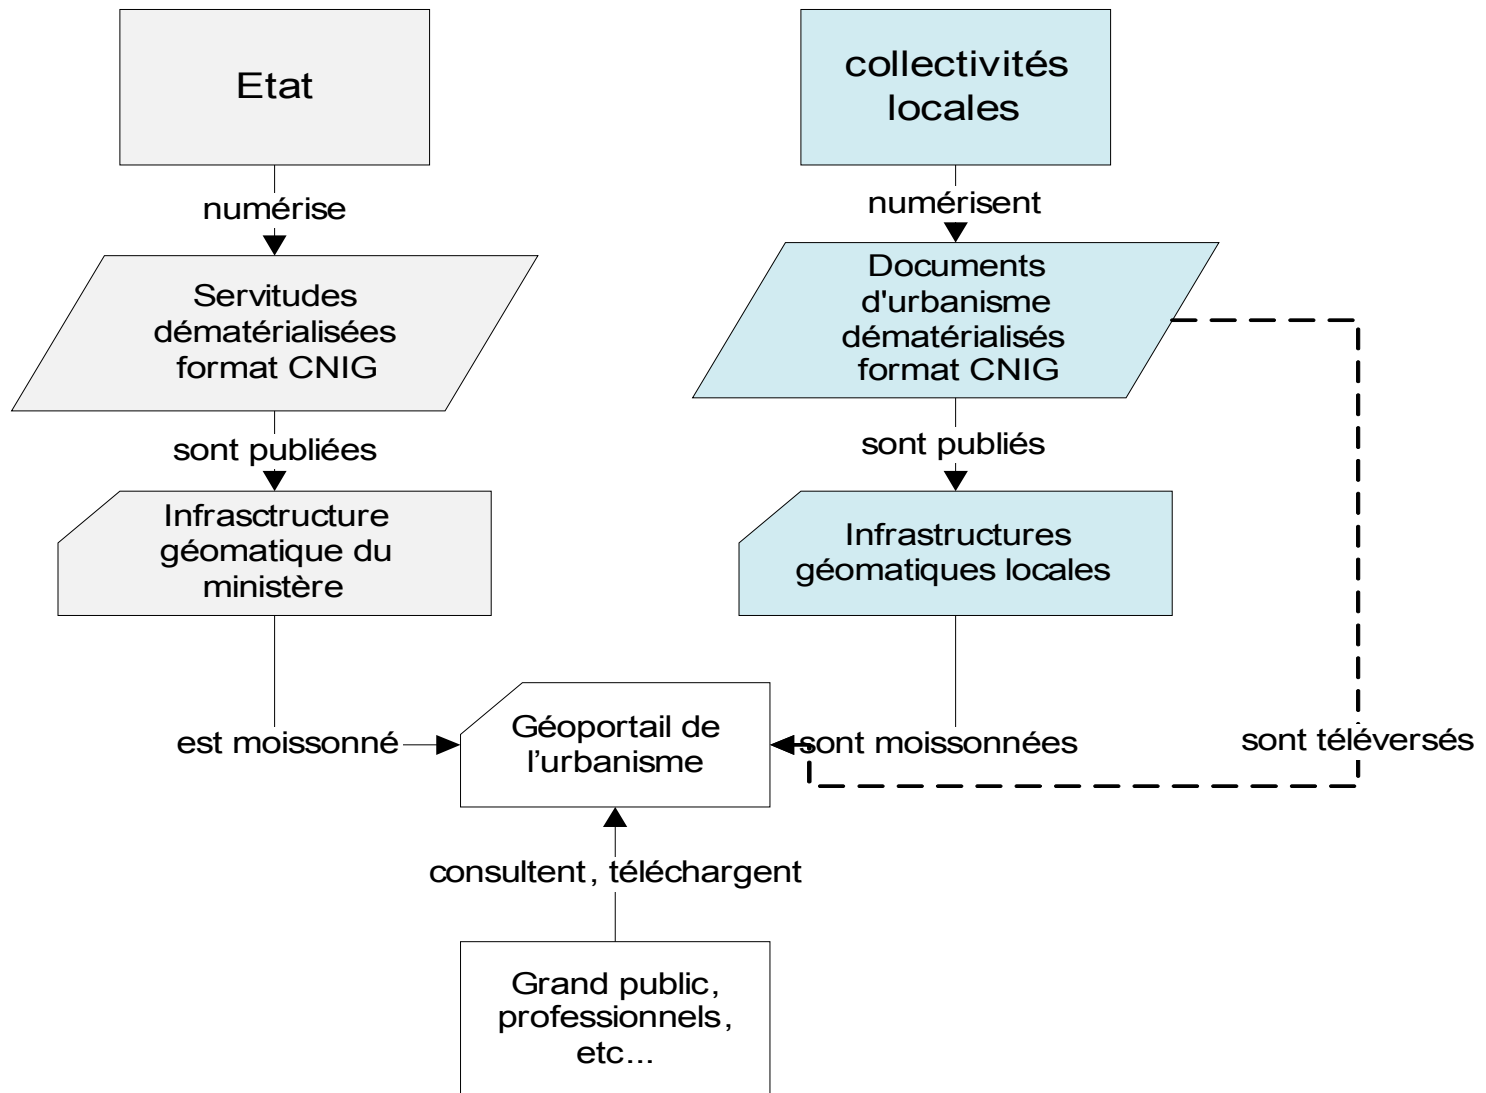 Etat
numérise
Servitudes
dématérialisées
format CNIG
sont publiées
Infrasctructure
géomatique du
ministère
est moissonné
collectivités
locales
numérisent
Documents
d'urbanisme
dématérialisés
format CNIG
sont publiés
Infrastructures
géomatiques locales
sont moissonnées
sont téléversés
Géoportail de
l'urbanisme
consultent, téléchargent
Grand public,
professionnels,
etc...